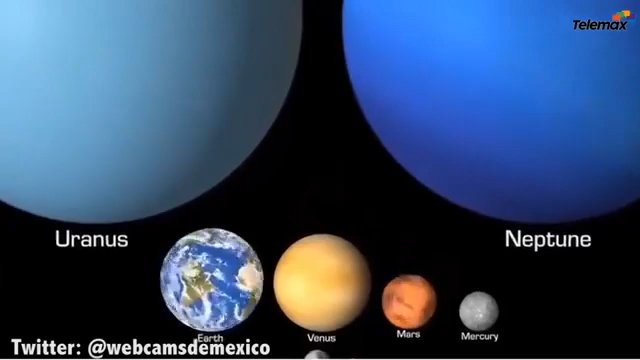 Telemax
Uranus
Neptune
Earth
Venus
Mars
Mercury
Twitter: @webcamsdemexico